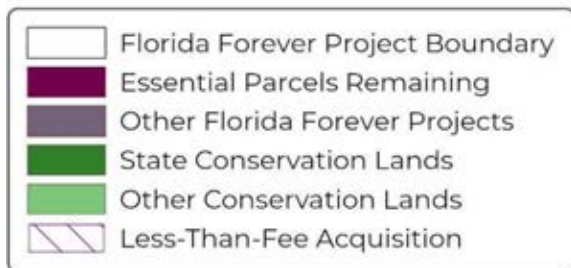 Florida Forever Project Boundary
Essential Parcels Remaining
Other Florida Forever Projects
State Conservation Lands
Other Conservation Lands
Less-Than-Fee Acquisition